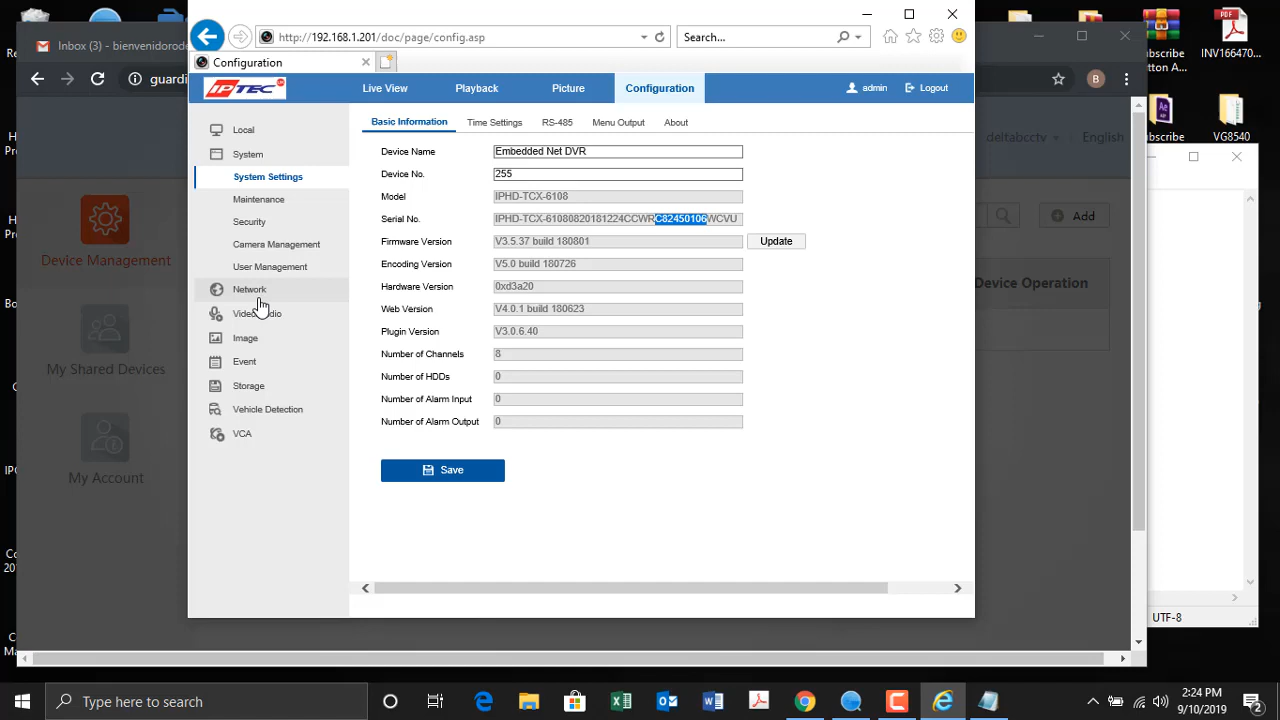 Inbox (3) - bienvenidorode
guardi
http://192.168.1.201/doc/page/config.asp
Search...
Configuration
IPTEC
Live View
Playback
Picture
Configuration
admin
Logout
Local
System
System Settings
Maintenance
Security
Camera Management
User Management
Network
Image
Event
Storage
Vehicle Detection
VCA
Basic Information
Time Settings
RS-485
Menu Output
About
Device Name
Embedded Net DVR
Device No.
255
Model
IPHD-TCX-6108
Serial No.
IPHD-TCX-61080820181224CCWRC82450106WCVU
Firmware Version
V3.5.37 build 180801
Update
Encoding Version
V5.0 build 180726
Hardware Version
0xd3a20
Web Version
V4.0.1 build 180623
Plugin Version
V3.0.6.40
Number of Channels
8
Number of HDDs
0
Number of Alarm Input
0
Number of Alarm Output
0
Save
Device Management
My Shared Devices
My Account
B
deltabcctv
English
Add
Device Operation
UTF-8
INV166470...
VG8540
Type here to search
2:24 PM
9/10/2019
2